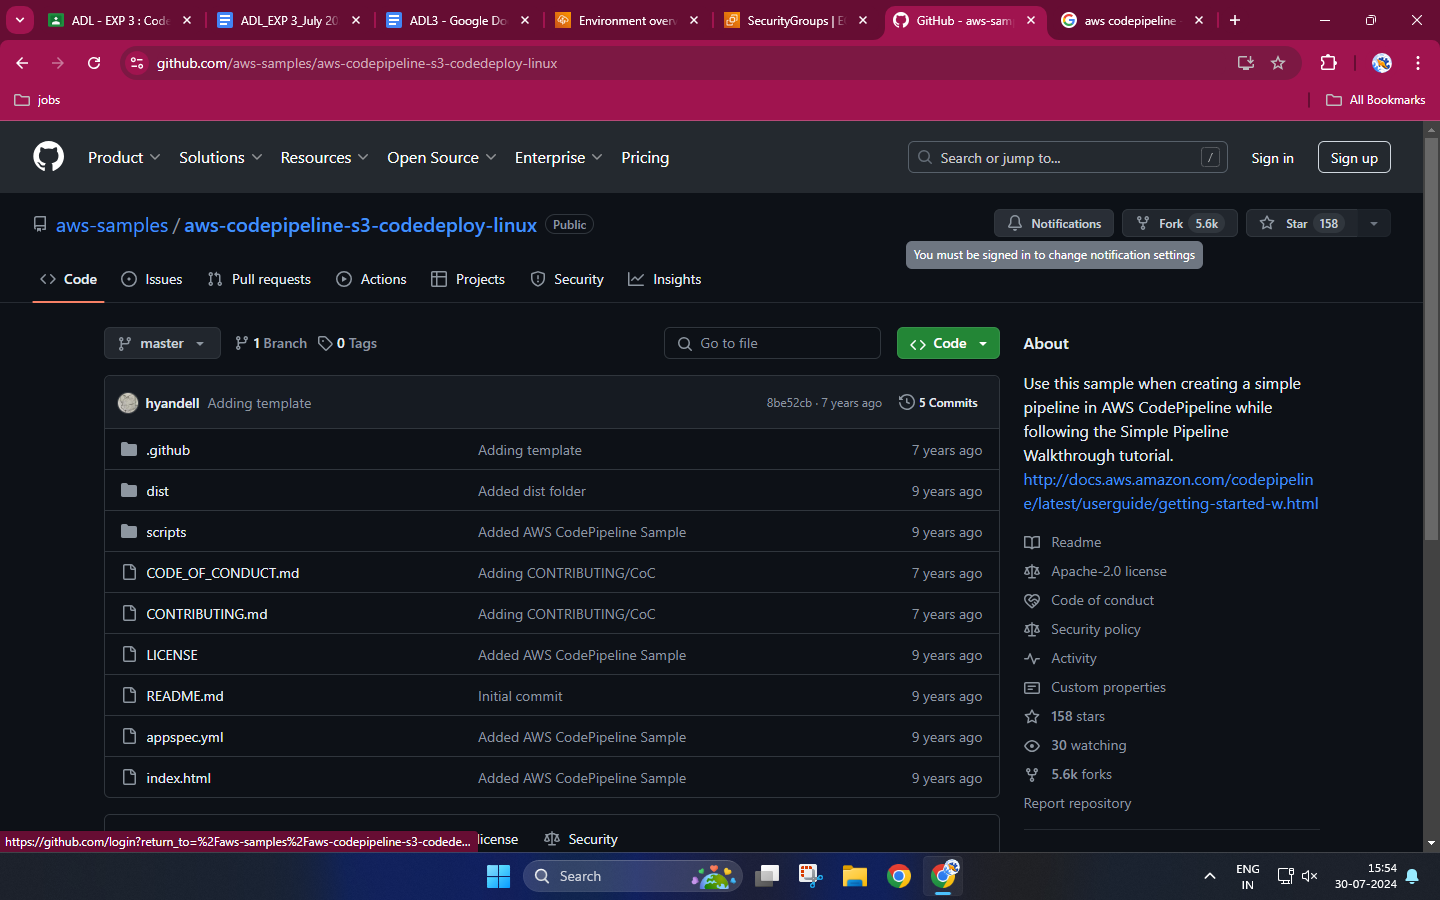 ADL - EXP 3 : Code
ADL_EXP 3_July 20
ADL3 - Google Do
Environment over
SecurityGroups | E
GitHub - aws-sam
aws codepipeline
github.com/aws-samples/aws-codepipeline-s3-codedeploy-linux
jobs
All Bookmarks
Product
Solutions
Resources
Open Source
Enterprise
Pricing
Search or jump to...
/
Sign in
Sign up
aws-samples / aws-codepipeline-s3-codedeploy-linux
Public
Notifications
Fork 5.6k
Star 158
You must be signed in to change notification settings
Code
Issues
Pull requests
Actions
Projects
Security
Insights
master
1 Branch
0 Tags
Go to file
Code
hyandell Adding template
8be52cb · 7 years ago
5 Commits
.github Adding template 7 years ago
dist Added dist folder 9 years ago
scripts Added AWS CodePipeline Sample 9 years ago
CODE_OF_CONDUCT.md Adding CONTRIBUTING/CoC 7 years ago
CONTRIBUTING.md Adding CONTRIBUTING/CoC 7 years ago
LICENSE Added AWS CodePipeline Sample 9 years ago
README.md Initial commit 9 years ago
appspec.yml Added AWS CodePipeline Sample 9 years ago
index.html Added AWS CodePipeline Sample 9 years ago
license
Security
About
Use this sample when creating a simple
pipeline in AWS CodePipeline while
following the Simple Pipeline
Walkthrough tutorial.
http://docs.aws.amazon.com/codepipelin
e/latest/userguide/getting-started-w.html
Readme
Apache-2.0 license
Code of conduct
Security policy
Activity
Custom properties
158 stars
30 watching
5.6k forks
Report repository
https://github.com/login?return_to=%2Faws-samples%2Faws-codepipeline-s3-codede...
Search
ENG
IN
15:54
30-07-2024